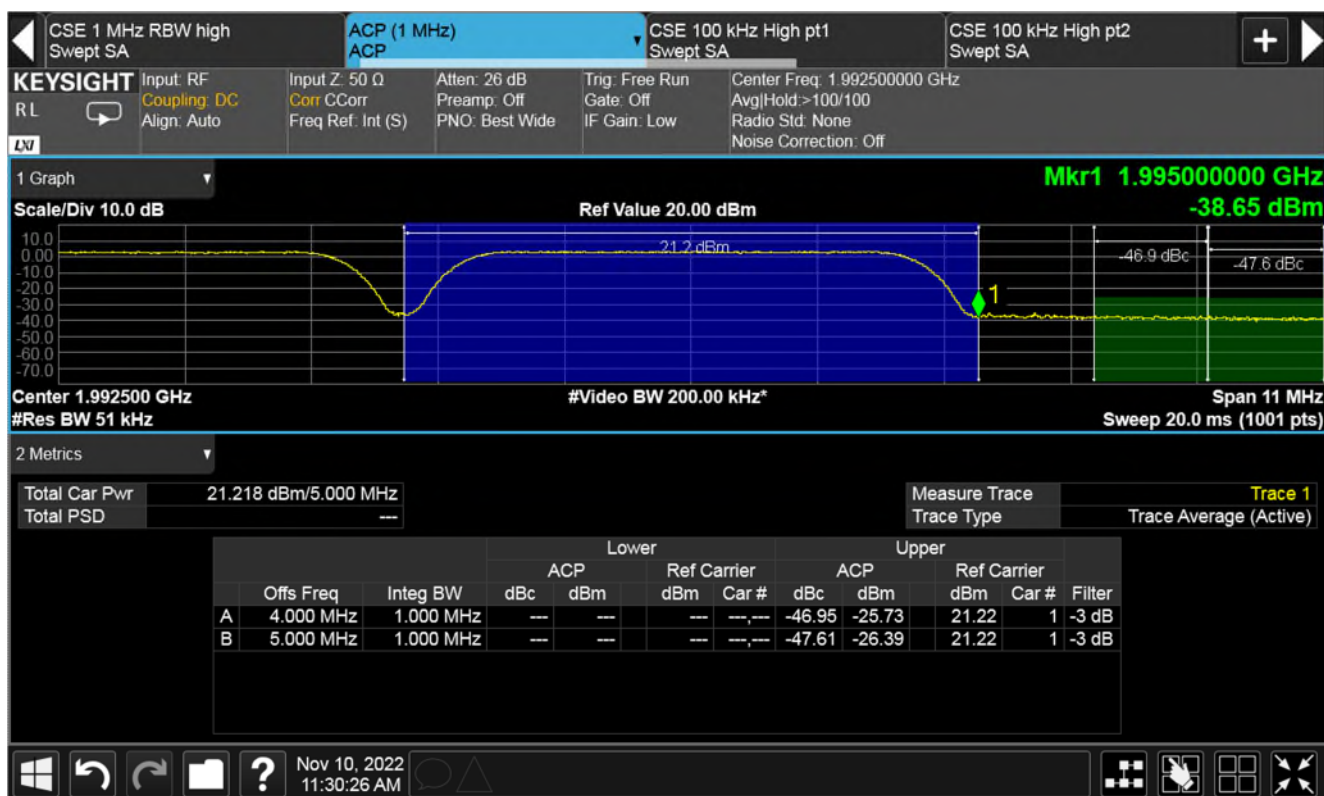 CSE 1 MHz RBW high
Swept SA
ACP (1 MHz)
ACP
CSE 100 kHz High pt1
Swept SA
CSE 100 kHz High pt2
Swept SA
KEYSIGHT
RL
LXI
Input: RF
Coupling: DC
Align: Auto
Input Z: 50 Ω
Corr CCorr
Freq Ref: Int (S)
Atten: 26 dB
Preamp: Off
PNO: Best Wide
Trig: Free Run
Gate: Off
IF Gain: Low
Center Freq: 1.992500000 GHz
Avg|Hold:>100/100
Radio Std: None
Noise Correction: Off
1 Graph
Mkr1 1.995000000 GHz
Scale/Div 10.0 dB
Ref Value 20.00 dBm
-38.65 dBm
10.0
0.00
-10.0
-20.0
-30.0
-40.0
-50.0
-60.0
-70.0
21.2 dBm
-46.9 dBc
-47.6 dBc
1
Center 1.992500 GHz
#Video BW 200.00 kHz*
Span 11 MHz
#Res BW 51 kHz
Sweep 20.0 ms (1001 pts)
2 Metrics
Total Car Pwr 21.218 dBm/5.000 MHz
Total PSD ---
Measure Trace Trace 1
Trace Type Trace Average (Active)
Lower Upper
ACP Ref Carrier ACP Ref Carrier
Offs Freq Integ BW dBc dBm dBm Car # dBc dBm dBm Car # Filter
A 4.000 MHz 1.000 MHz --- --- --- ---,--- -46.95 -25.73 21.22 1 -3 dB
B 5.000 MHz 1.000 MHz --- --- --- ---,--- -47.61 -26.39 21.22 1 -3 dB
?
Nov 10, 2022
11:30:26 AM